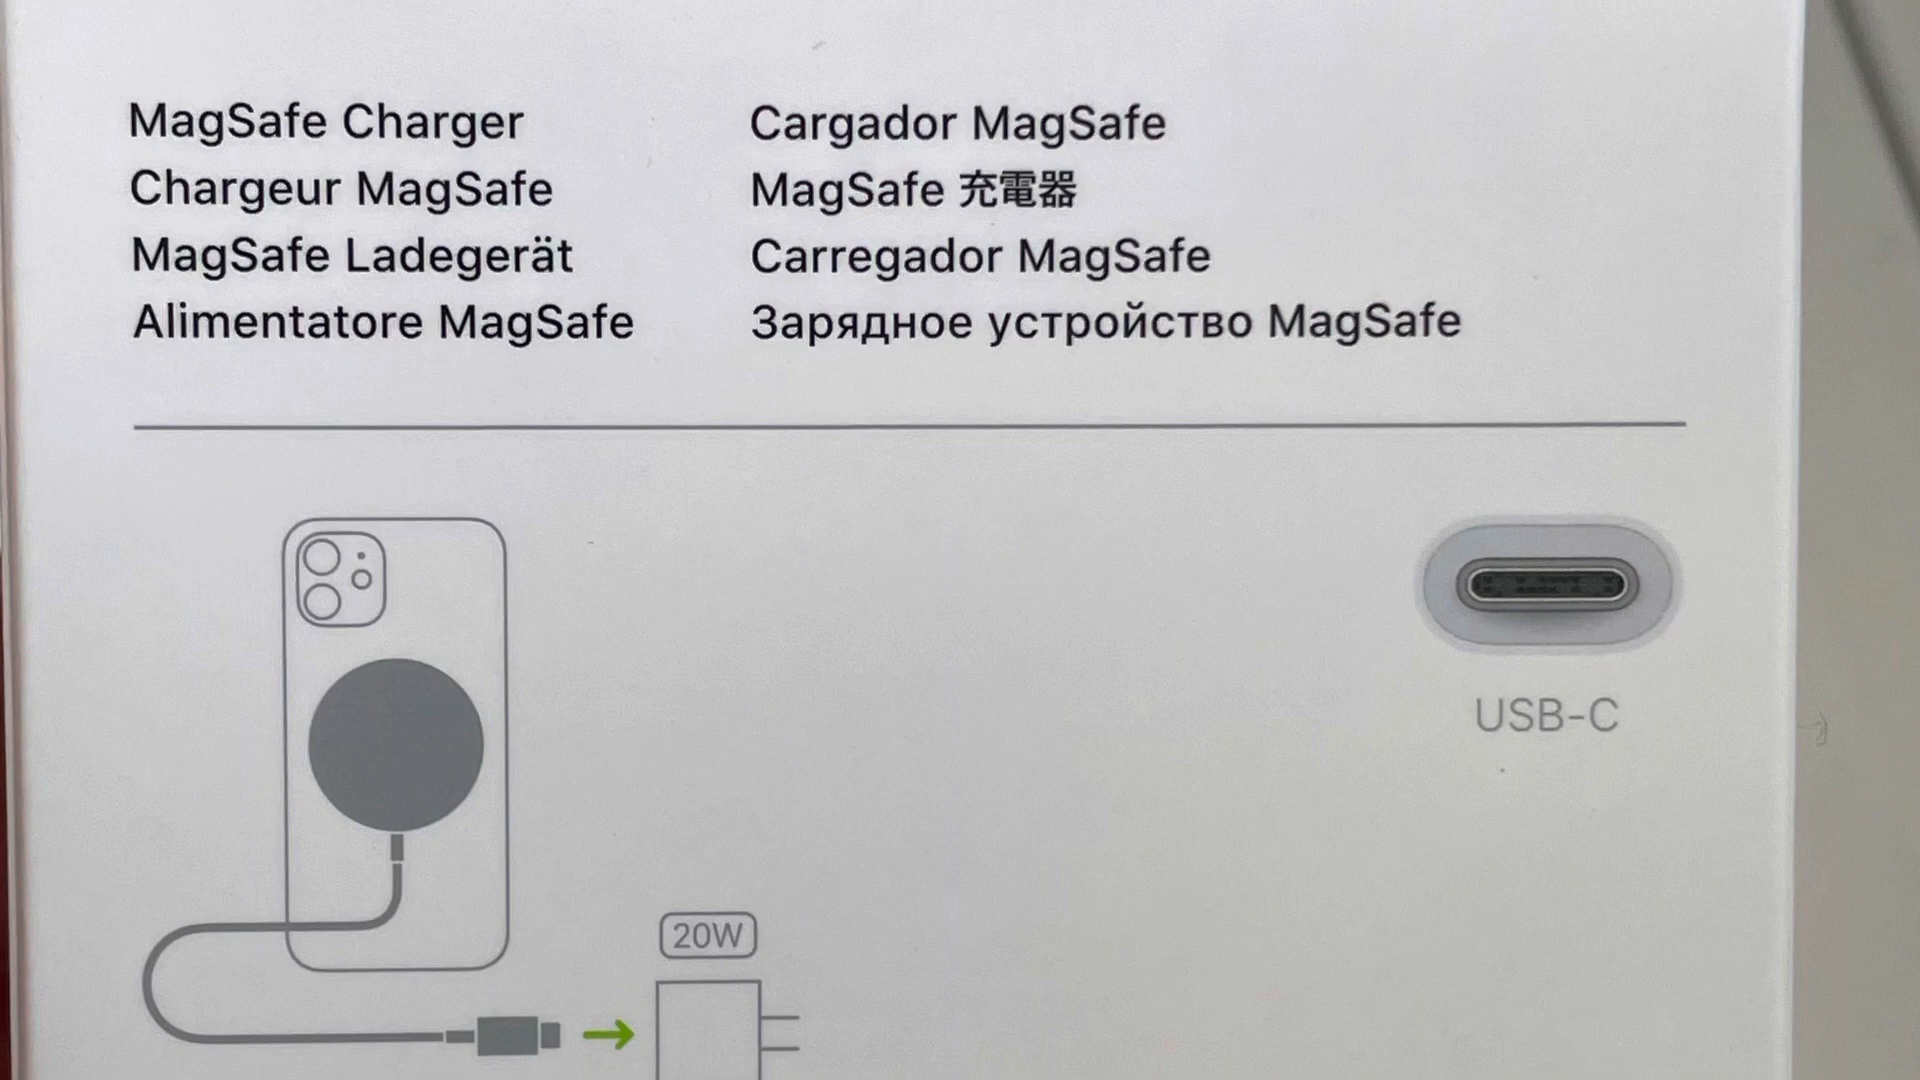 MagSafe Charger
Chargeur MagSafe
MagSafe Ladegerät
Alimentatore MagSafe
Cargador MagSafe
MagSafe 充電器
Carregador MagSafe
Зарядное устройство MagSafe
USB-C
20W